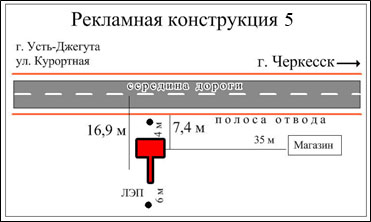 Рекламная конструкция 5
г. Усть-Джегута
ул. Курортная
г. Черкесск
середина дороги
полоса отвода
16,9 м
4 м
7,4 м
35 м
Магазин
ЛЭП
6 м